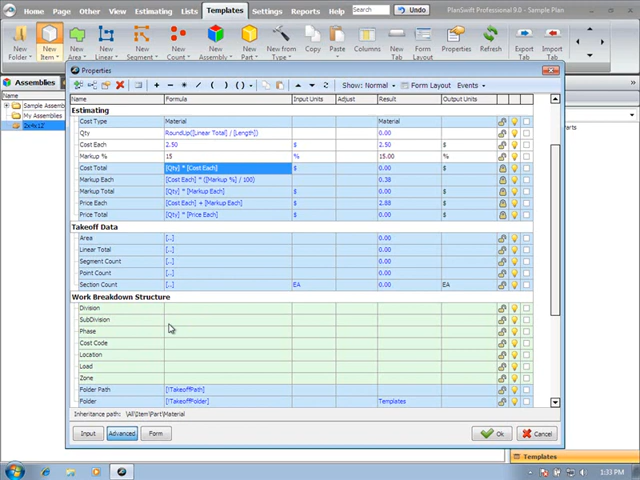 PlanSwift Professional 9.0 - Sample Plan
Home Page Other View Estimating Tools Templates Settings Reports Help Search Undo
New Folder New Item New Area New Linear New Segment New Count New Assembly New Part New from Type Copy Paste Columns New Tab Form Layout Properties Refresh Export Tab Import Tab
Assemblies
Name
Sample Assemb
My Assemblies
2x4x12
Parts
Properties
Show: Normal Form Layout Events
Name Formula Input Units Adjust Result Output Units
Estimating
Cost Type Material Material
Qty RoundUp([Linear Total] / [Length]) 0.00
Cost Each 2.50 $ 2.50 $
Markup % 15 % 15.00 %
Cost Total [Qty] * [Cost Each] $ 0.00 $
Markup Each [Cost Each] * ([Markup %] / 100) 0.38
Markup Total [Qty] * [Markup Each] $ 0.00 $
Price Each [Cost Each] + [Markup Each] $ 2.88 $
Price Total [Qty] * [Price Each] $ 0.00 $
Takeoff Data
Area [..] 0.00
Linear Total [..] 0.00
Segment Count [..] 0.00
Point Count [..] 0.00
Section Count [..] EA 0.00 EA
Work Breakdown Structure
Division
SubDivision
Phase
Cost Code
Location
Load
Zone
Folder Path [!TakeoffPath]
Folder [!TakeoffFolder] Templates
Inheritance path: \All\Item\Part\Material
Input Advanced Form Ok Cancel
Templates
1:33 PM